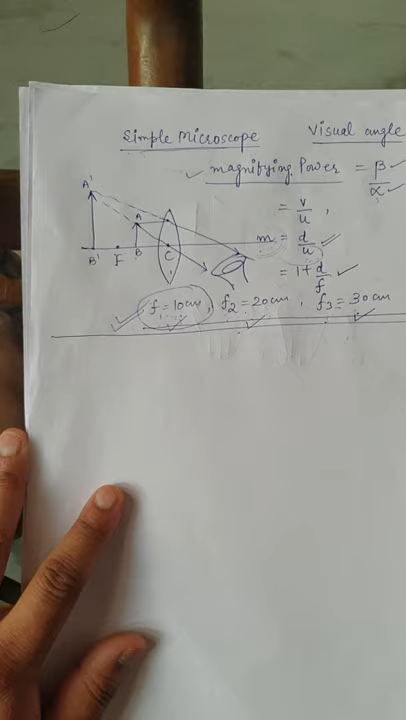 Simple Microscope Visual angle
✓ magnifying Power = β/α ✓
= v/u ,
m = d/u ✓
= 1+ d/f ✓
f = 10 cm , f₂ = 20 cm , f₃ = 30 cm
A'
A
B' F B C